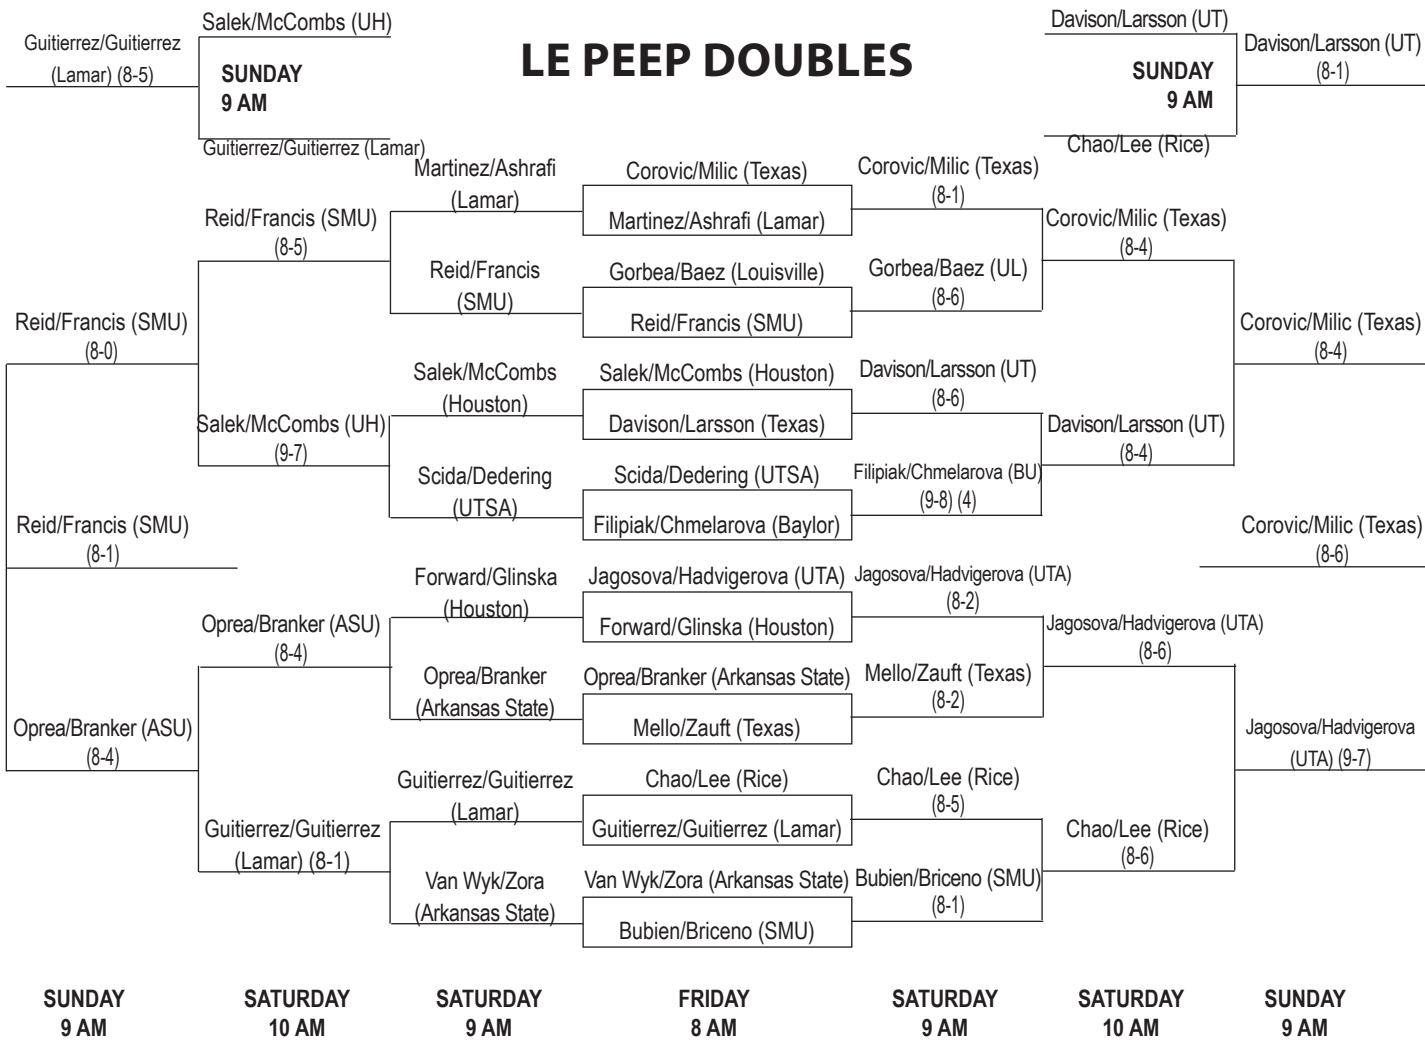 LE PEEP DOUBLES
Guitierrez/Guitierrez
(Lamar) (8-5)
Salek/McCombs (UH)
SUNDAY
9 AM
Guitierrez/Guitierrez (Lamar)
Davison/Larsson (UT)
SUNDAY
9 AM
Chao/Lee (Rice)
Davison/Larsson (UT)
(8-1)
Reid/Francis (SMU)
(8-0)
Reid/Francis (SMU)
(8-1)
Oprea/Branker (ASU)
(8-4)
Reid/Francis (SMU)
(8-5)
Salek/McCombs (UH)
(9-7)
Oprea/Branker (ASU)
(8-4)
Guitierrez/Guitierrez
(Lamar) (8-1)
Martinez/Ashrafi
(Lamar)
Reid/Francis
(SMU)
Salek/McCombs
(Houston)
Scida/Dedering
(UTSA)
Forward/Glinska
(Houston)
Oprea/Branker
(Arkansas State)
Guitierrez/Guitierrez
(Lamar)
Van Wyk/Zora
(Arkansas State)
Corovic/Milic (Texas)
Martinez/Ashrafi (Lamar)
Gorbea/Baez (Louisville)
Reid/Francis (SMU)
Salek/McCombs (Houston)
Davison/Larsson (Texas)
Scida/Dedering (UTSA)
Filipiak/Chmelarova (Baylor)
Jagosova/Hadvigerova (UTA)
Forward/Glinska (Houston)
Oprea/Branker (Arkansas State)
Mello/Zauft (Texas)
Chao/Lee (Rice)
Guitierrez/Guitierrez (Lamar)
Van Wyk/Zora (Arkansas State)
Bubien/Briceno (SMU)
Corovic/Milic (Texas)
(8-1)
Gorbea/Baez (UL)
(8-6)
Davison/Larsson (UT)
(8-6)
Filipiak/Chmelarova (BU)
(9-8) (4)
Jagosova/Hadvigerova (UTA)
(8-2)
Mello/Zauft (Texas)
(8-2)
Chao/Lee (Rice)
(8-5)
Bubien/Briceno (SMU)
(8-1)
Corovic/Milic (Texas)
(8-4)
Davison/Larsson (UT)
(8-4)
Jagosova/Hadvigerova (UTA)
(8-6)
Chao/Lee (Rice)
(8-6)
Corovic/Milic (Texas)
(8-4)
Corovic/Milic (Texas)
(8-6)
Jagosova/Hadvigerova
(UTA) (9-7)
SUNDAY
9 AM
SATURDAY
10 AM
SATURDAY
9 AM
FRIDAY
8 AM
SATURDAY
9 AM
SATURDAY
10 AM
SUNDAY
9 AM